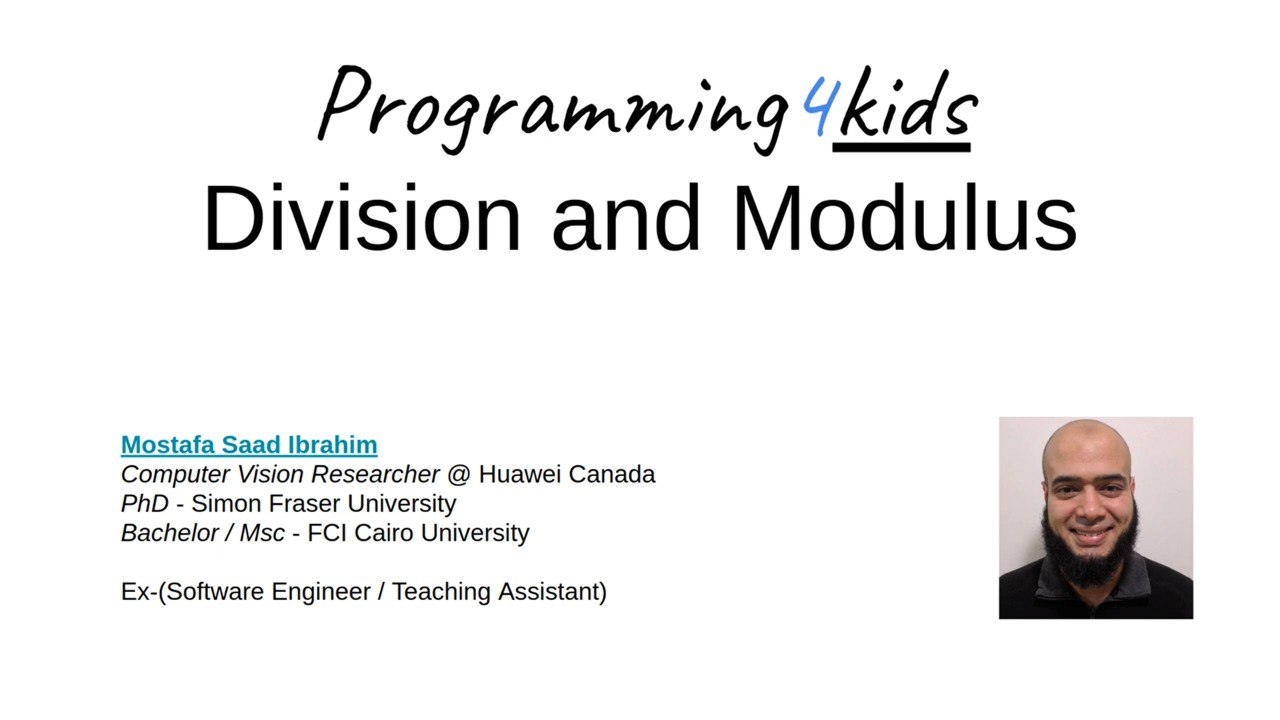 Programming4kids
Division and Modulus
Mostafa Saad Ibrahim
Computer Vision Researcher @ Huawei Canada
PhD - Simon Fraser University
Bachelor / Msc - FCI Cairo University
Ex-(Software Engineer / Teaching Assistant)